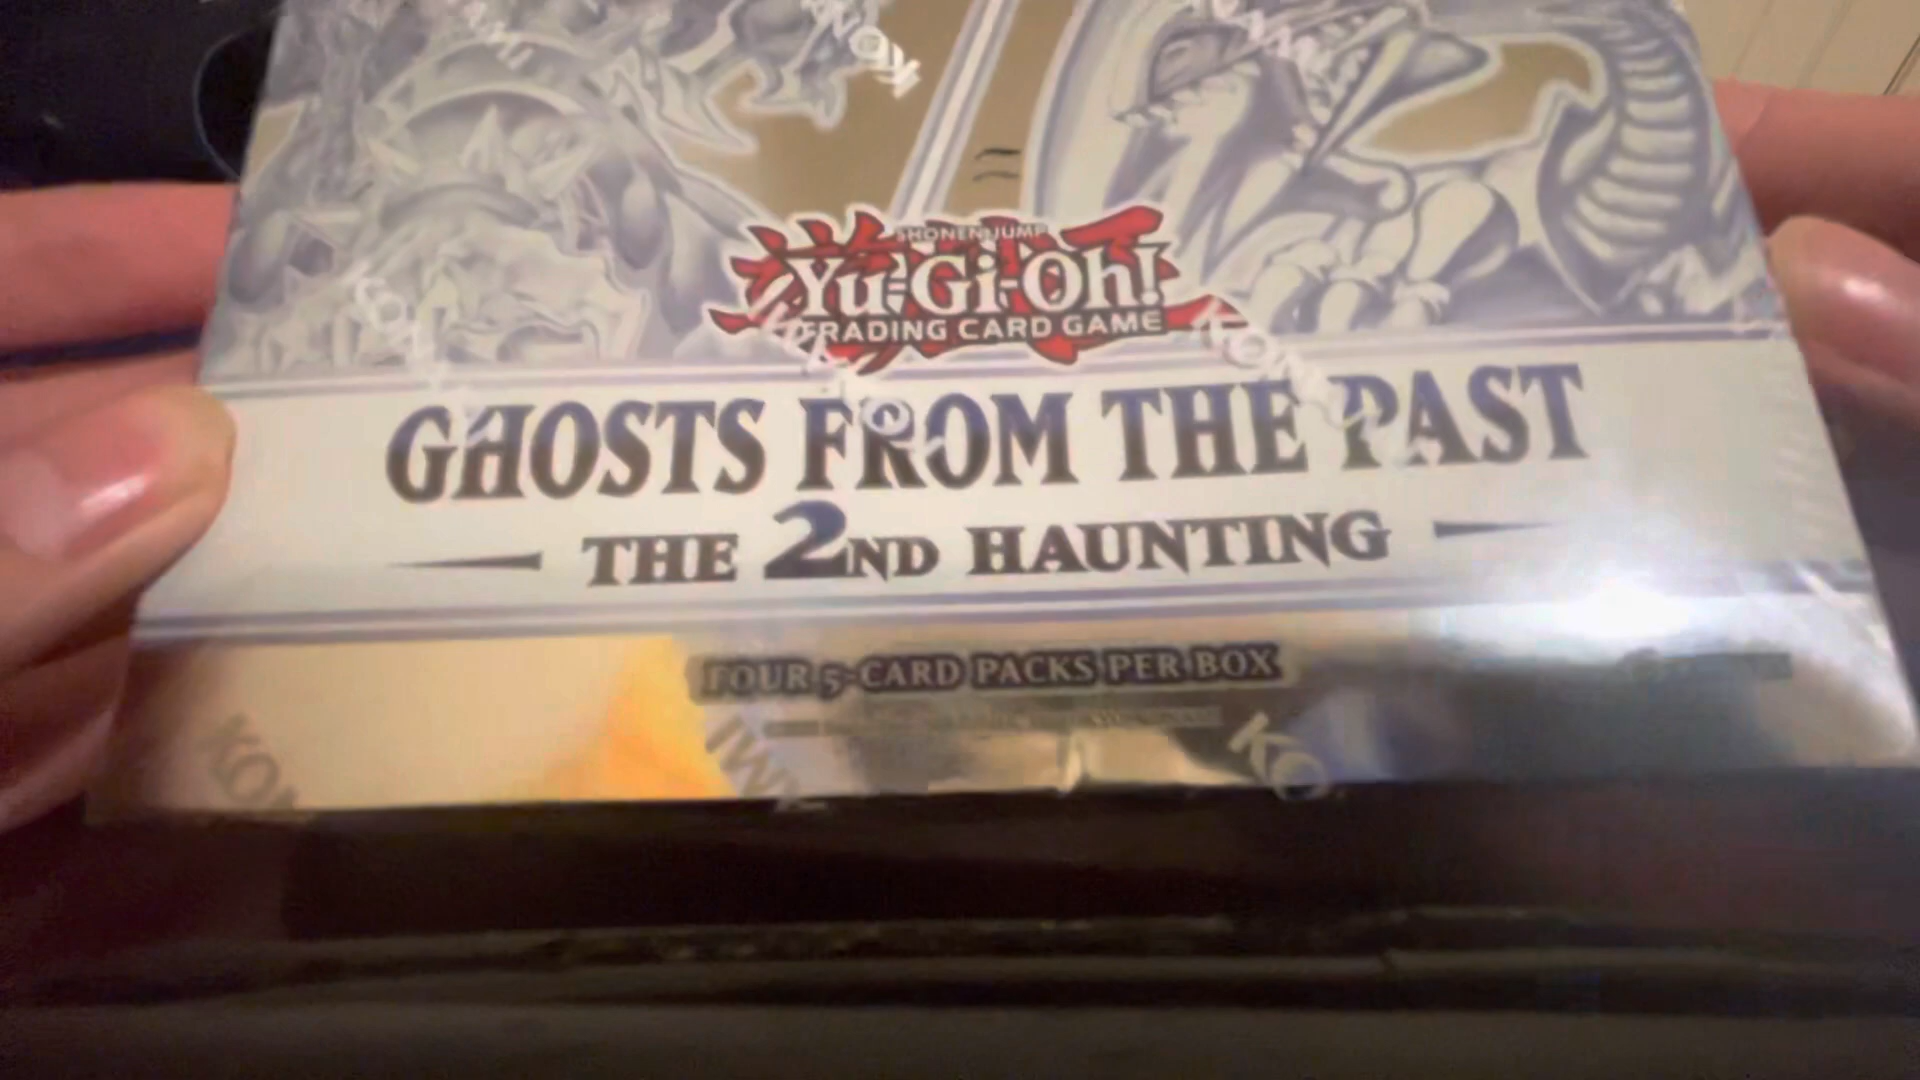 SHONEN JUMP
Yu-Gi-Oh!
TRADING CARD GAME
GHOSTS FROM THE PAST
THE 2ND HAUNTING
FOUR 5-CARD PACKS PER BOX